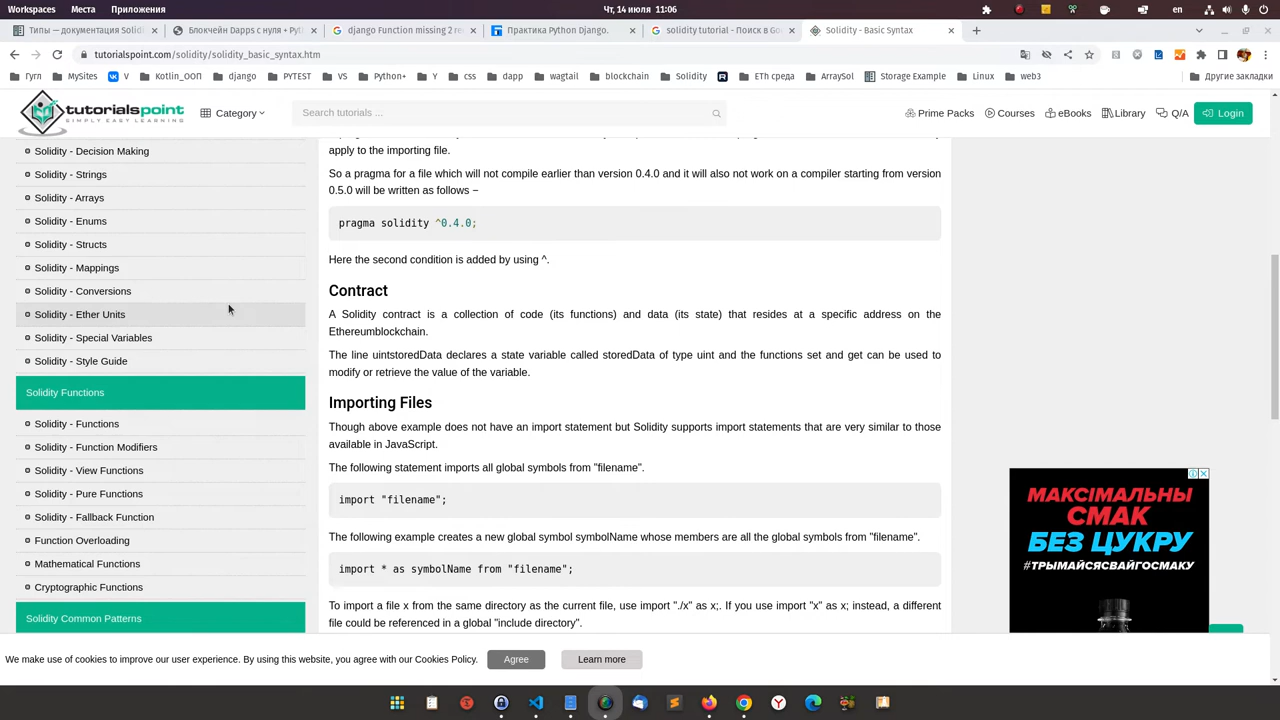 Workspaces Места Приложения Чт, 14 июля 11:06 en
Типы — документация Solid Блокчейн Dapps с нуля + Pyt django Function missing 2 re Практика Python Django. solidity tutorial - Поиск в Go Solidity - Basic Syntax
tutorialspoint.com/solidity/solidity_basic_syntax.htm
Гугл MySites V Kotlin_ООП django PYTEST VS Python+ Y css dapp wagtail blockchain Solidity ETh среда ArraySol Storage Example Linux web3 Другие закладки
tutorialspoint
SIMPLY EASY LEARNING
Category
Search tutorials ...
Prime Packs Courses eBooks Library Q/A Login
Solidity - Decision Making
Solidity - Strings
Solidity - Arrays
Solidity - Enums
Solidity - Structs
Solidity - Mappings
Solidity - Conversions
Solidity - Ether Units
Solidity - Special Variables
Solidity - Style Guide
Solidity Functions
Solidity - Functions
Solidity - Function Modifiers
Solidity - View Functions
Solidity - Pure Functions
Solidity - Fallback Function
Function Overloading
Mathematical Functions
Cryptographic Functions
Solidity Common Patterns
apply to the importing file.
So a pragma for a file which will not compile earlier than version 0.4.0 and it will also not work on a compiler starting from version
0.5.0 will be written as follows −
pragma solidity ^0.4.0;
Here the second condition is added by using ^.
Contract
A Solidity contract is a collection of code (its functions) and data (its state) that resides at a specific address on the
Ethereumblockchain.
The line uintstoredData declares a state variable called storedData of type uint and the functions set and get can be used to
modify or retrieve the value of the variable.
Importing Files
Though above example does not have an import statement but Solidity supports import statements that are very similar to those
available in JavaScript.
The following statement imports all global symbols from "filename".
import "filename";
The following example creates a new global symbol symbolName whose members are all the global symbols from "filename".
import * as symbolName from "filename";
To import a file x from the same directory as the current file, use import "./x" as x;. If you use import "x" as x; instead, a different
file could be referenced in a global "include directory".
МАКСІМАЛЬНЫ
СМАК
БЕЗ ЦУКРУ
#ТРЫМАЙСЯСВАЙГОСМАКУ
We make use of cookies to improve our user experience. By using this website, you agree with our Cookies Policy. Agree Learn more